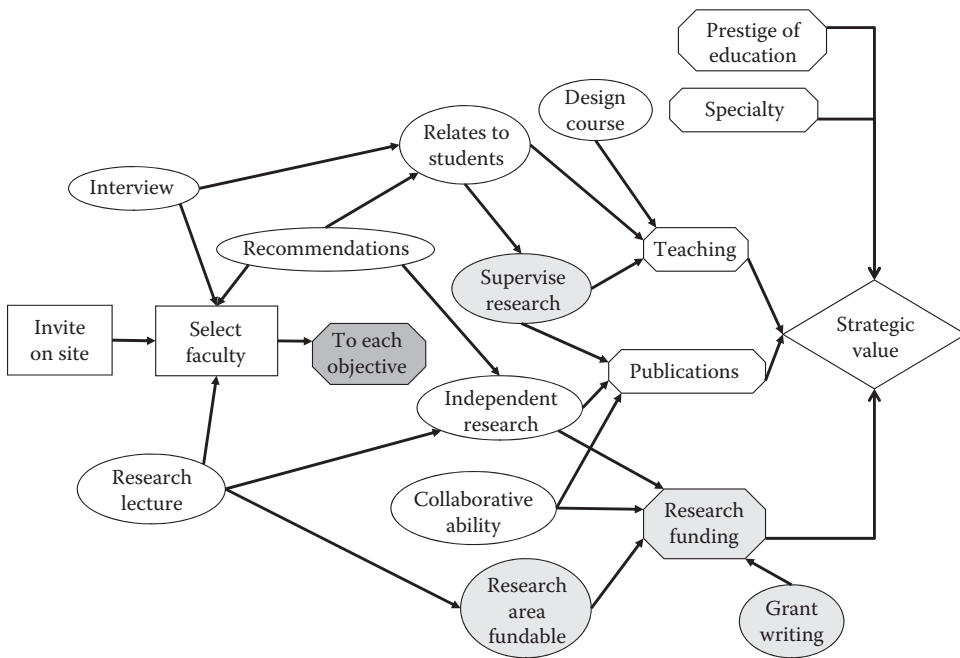 Prestige of
education
Specialty
Design
course
Relates to
students
Interview
Recommendations
Teaching
Supervise
research
Invite
on site
Select
faculty
To each
objective
Strategic
value
Publications
Independent
research
Research
lecture
Collaborative
ability
Research
funding
Research
area
fundable
Grant
writing